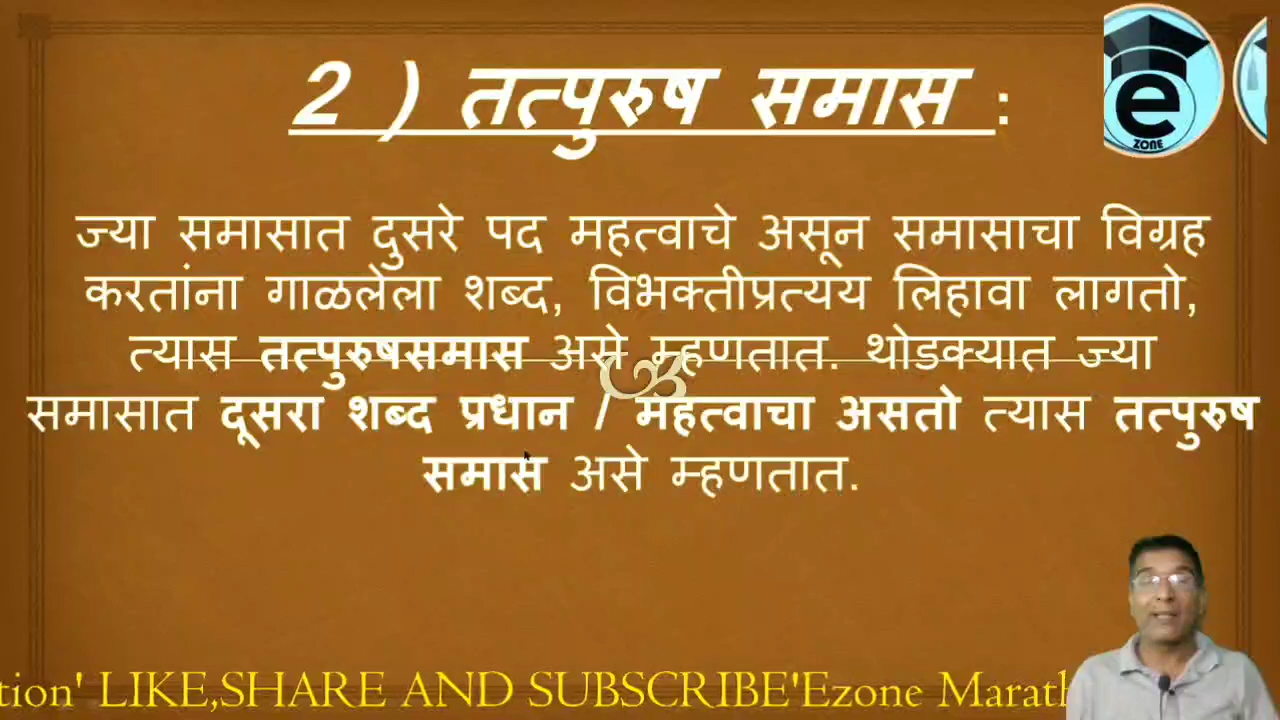 2 ) तत्पुरुष समास :
e
ZONE
ज्या समासात दुसरे पद महत्वाचे असून समासाचा विग्रह
करतांना गाळलेला शब्द, विभक्तीप्रत्यय लिहावा लागतो,
त्यास तत्पुरुषसमास असे म्हणतात. थोडक्यात ज्या
समासात दूसरा शब्द प्रधान / महत्वाचा असतो त्यास तत्पुरुष
समास असे म्हणतात.
tion' LIKE,SHARE AND SUBSCRIBE'Ezone Marath